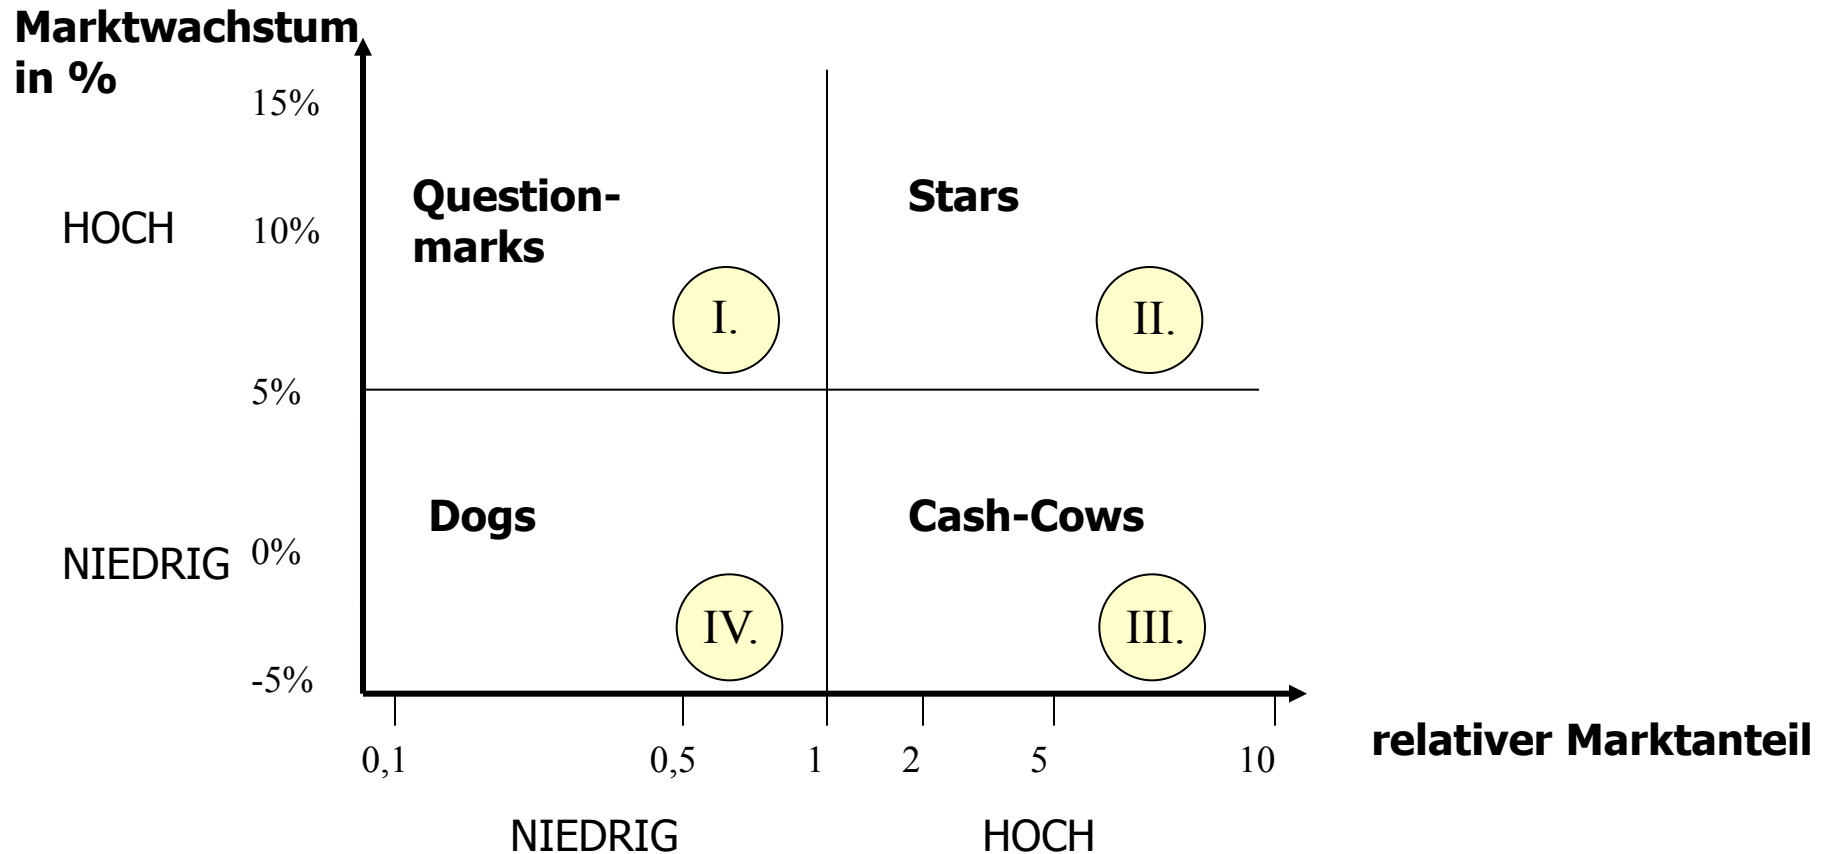 Marktwachstum
in %
15%
Question-
marks
Stars
HOCH
10%
I.
II.
5%
Dogs
Cash-Cows
0%
NIEDRIG
IV.
III.
-5%
0,1
0,5
1
2
5
10
relativer Marktanteil
NIEDRIG
HOCH